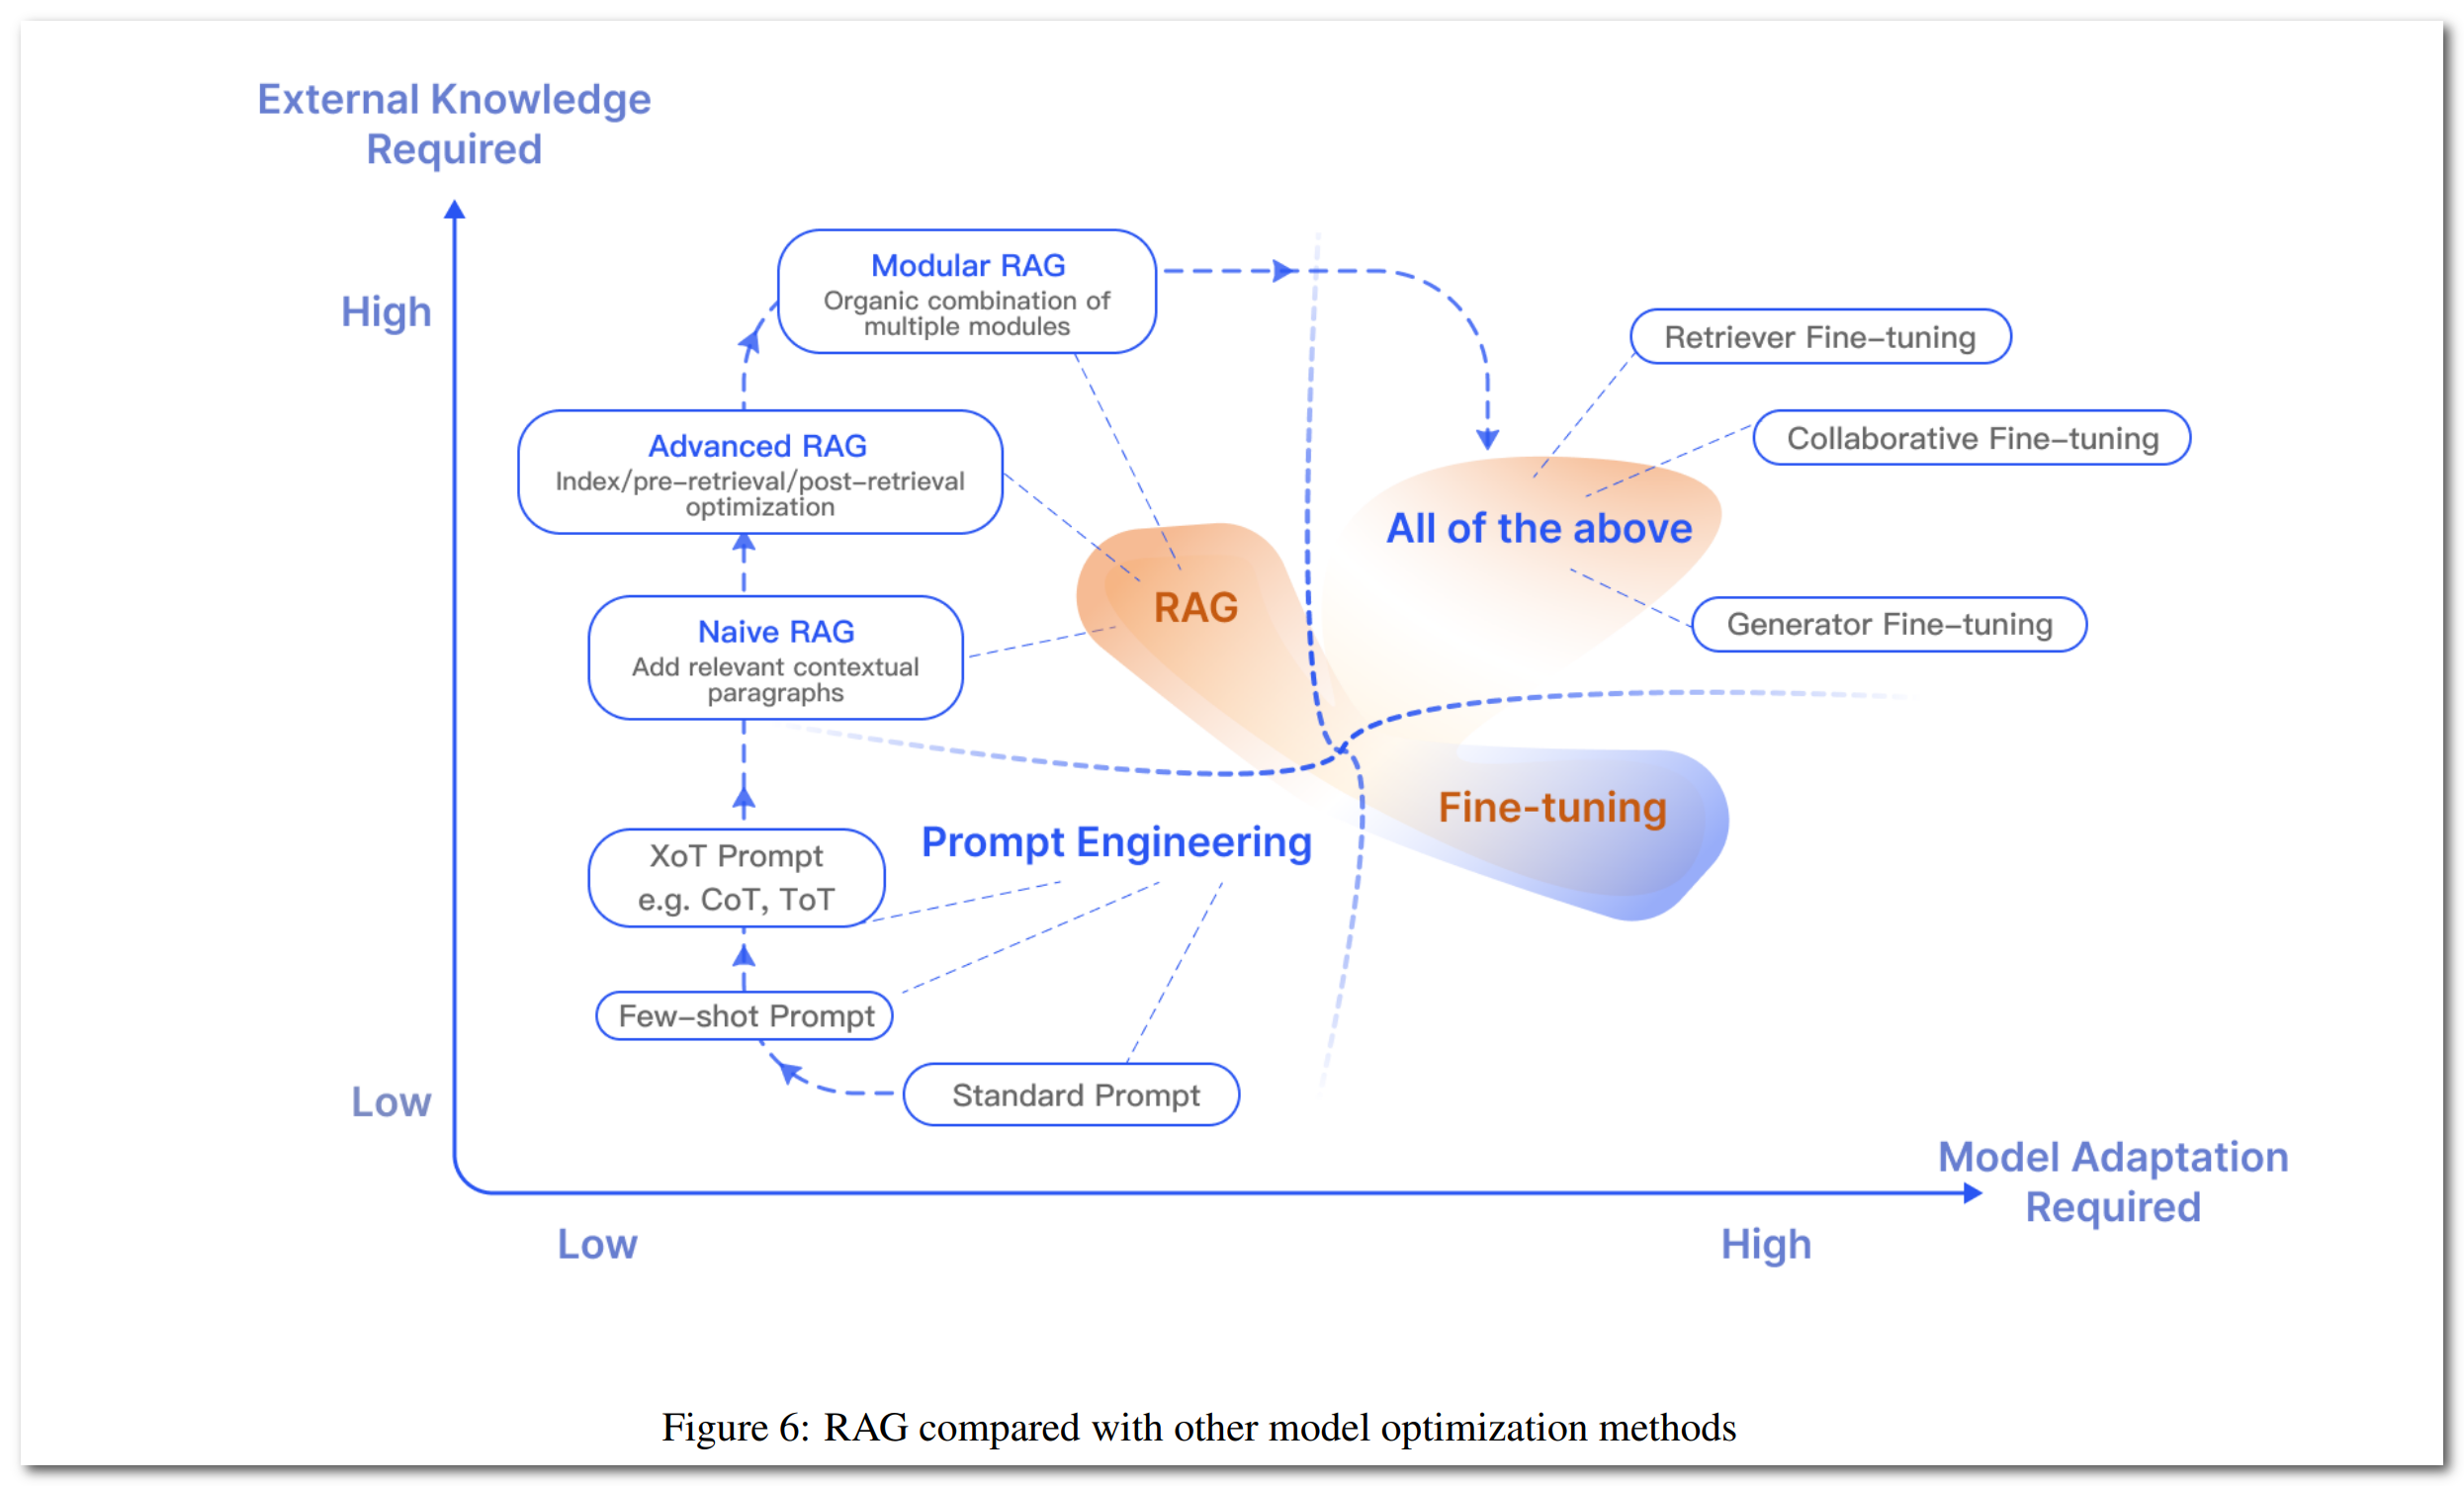 External Knowledge
Required
High
Modular RAG
Organic combination of
multiple modules
Retriever Fine–tuning
Advanced RAG
Index/pre–retrieval/post–retrieval
optimization
Collaborative Fine–tuning
All of the above
RAG
Naive RAG
Add relevant contextual
paragraphs
Generator Fine–tuning
Fine-tuning
Prompt Engineering
XoT Prompt
e.g. CoT, ToT
Few–shot Prompt
Standard Prompt
Low
Model Adaptation
Required
Low
High
Figure 6: RAG compared with other model optimization methods